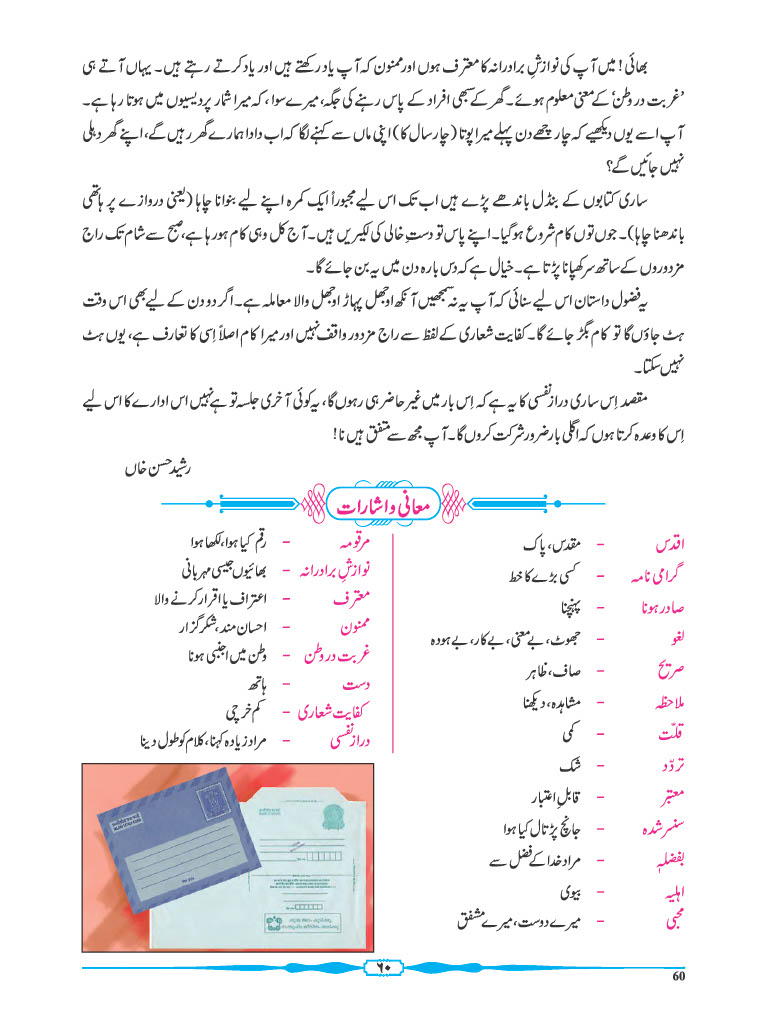 بھائی! میں آپ کی نوازشِ برادرانہ کا معترف ہوں اور ممنون کہ آپ یاد رکھتے ہیں اور یاد کرتے رہتے ہیں۔ یہاں آتے ہی
’غربت در وطن‘ کے معنی معلوم ہوئے۔ گھر کے سبھی افراد کے پاس رہنے کی جگہ، میرے سوا، کہ میرا شمار پردیسیوں میں ہوتا رہا ہے۔
آپ اسے یوں دیکھیے کہ چار چھے دن پہلے میرا پوتا (چار سال کا) اپنی ماں سے کہنے لگا کہ اب دادا ہمارے گھر رہیں گے، اپنے گھر دہلی
نہیں جائیں گے؟
ساری کتابوں کے بنڈل باندھے پڑے ہیں اب تک اس لیے مجبوراً ایک کمرہ اپنے لیے بنوانا چاہا (یعنی دروازے پر ہاتھی
باندھنا چاہا)۔ جوں توں کام شروع ہوگیا۔ اپنے پاس تو دستِ خالی کی لکیریں ہیں۔ آج کل وہی کام ہو رہا ہے، صبح سے شام تک راج
مزدوروں کے ساتھ سر کھپانا پڑتا ہے۔ خیال ہے کہ دس بارہ دن میں یہ بن جائے گا۔
یہ فضول داستان اس لیے سنائی کہ آپ یہ نہ سمجھیں آنکھ اوجھل پہاڑ اوجھل والا معاملہ ہے۔ اگر دو دن کے لیے بھی اس وقت
ہٹ جاؤں گا تو کام بگڑ جائے گا۔ کفایت شعاری کے لفظ سے راج مزدور واقف نہیں اور میرا کام اصلاً اِسی کا تعارف ہے، یوں ہٹ
نہیں سکتا۔
مقصد اِس ساری دراز نفسی کا یہ ہے کہ اِس بار میں غیر حاضر ہی رہوں گا، یہ کوئی آخری جلسہ تو ہے نہیں اس ادارے کا اس لیے
اِس کا وعدہ کرتا ہوں کہ اگلی بار ضرور شرکت کروں گا۔ آپ مجھ سے متفق ہیں نا!
رشید حسن خاں
معانی و اشارات
اقدس – مقدس، پاک
گرامی نامہ – کسی بڑے کا خط
صادر ہونا – پہنچنا
لغو – جھوٹ، بے معنی، بے کار، بے ہودہ
صریح – صاف، ظاہر
ملاحظہ – مشاہدہ، دیکھنا
قلّت – کمی
تردّد – شک
معتبر – قابلِ اعتبار
سنسر شدہ – جانچ پڑتال کیا ہوا
بفضلہٖ – مراد خدا کے فضل سے
اہلیہ – بیوی
محبی – میرے دوست، میرے مشفق
مرقومہ – رقم کیا ہوا، لکھا ہوا
نوازشِ برادرانہ – بھائیوں جیسی مہربانی
معترف – اعتراف یا اقرار کرنے والا
ممنون – احسان مند، شکر گزار
غربت در وطن – وطن میں اجنبی ہونا
دست – ہاتھ
کفایت شعاری – کم خرچی
دراز نفسی – مراد زیادہ کہنا، کلام کو طول دینا
۶۰
60